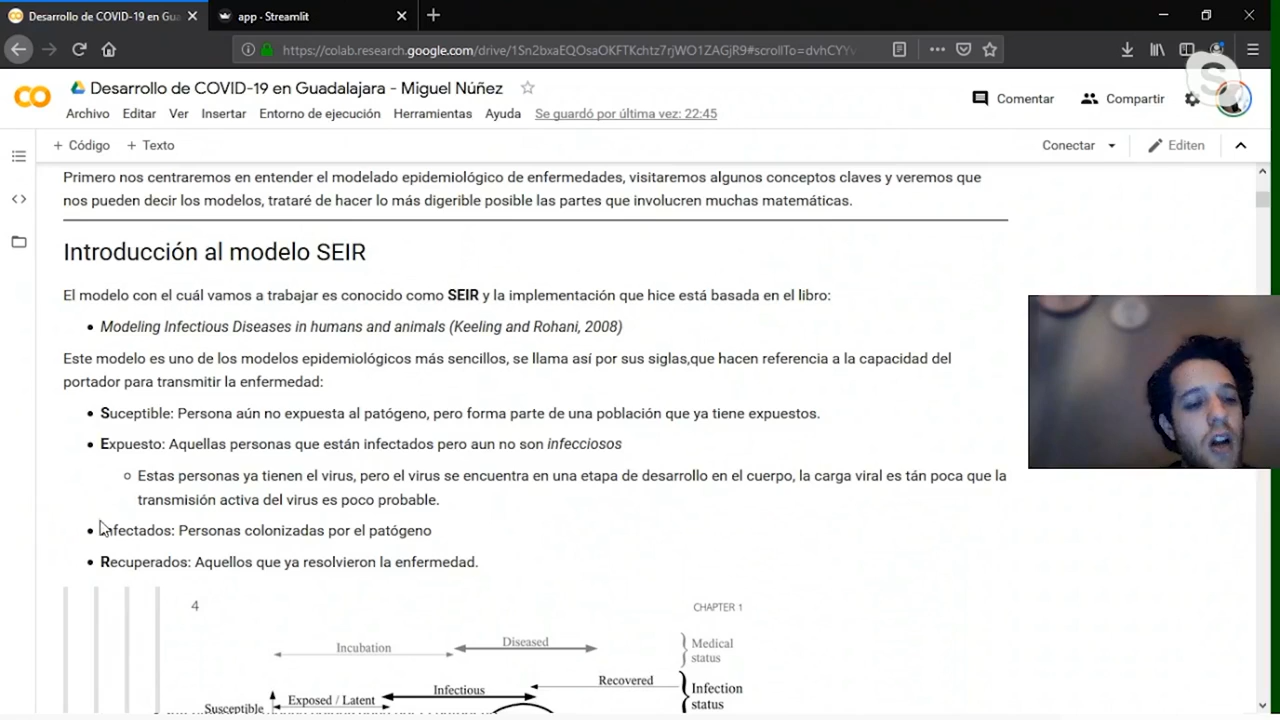 Desarrollo de COVID-19 en Gua
app - Streamlit
https://colab.research.google.com/drive/1Sn2bxaEQOsaOKFTKchtz7rjWO1ZAGjR9#scrollTo=dvhCYYv
Desarrollo de COVID-19 en Guadalajara - Miguel Núñez
Comentar
Compartir
Archivo Editar Ver Insertar Entorno de ejecución Herramientas Ayuda Se guardó por última vez: 22:45
+ Código + Texto
Conectar
Editen
Primero nos centraremos en entender el modelado epidemiológico de enfermedades, visitaremos algunos conceptos claves y veremos que
nos pueden decir los modelos, trataré de hacer lo más digerible posible las partes que involucren muchas matemáticas.
Introducción al modelo SEIR
El modelo con el cuál vamos a trabajar es conocido como SEIR y la implementación que hice está basada en el libro:
• Modeling Infectious Diseases in humans and animals (Keeling and Rohani, 2008)
Este modelo es uno de los modelos epidemiológicos más sencillos, se llama así por sus siglas,que hacen referencia a la capacidad del
portador para transmitir la enfermedad:
• Suceptible: Persona aún no expuesta al patógeno, pero forma parte de una población que ya tiene expuestos.
• Expuesto: Aquellas personas que están infectados pero aun no son infecciosos
◦ Estas personas ya tienen el virus, pero el virus se encuentra en una etapa de desarrollo en el cuerpo, la carga viral es tán poca que la
transmisión activa del virus es poco probable.
• Infectados: Personas colonizadas por el patógeno
• Recuperados: Aquellos que ya resolvieron la enfermedad.
4
CHAPTER 1
Incubation
Diseased
Medical
status
Recovered
Infection
status
Exposed / Latent
Infectious
Susceptible